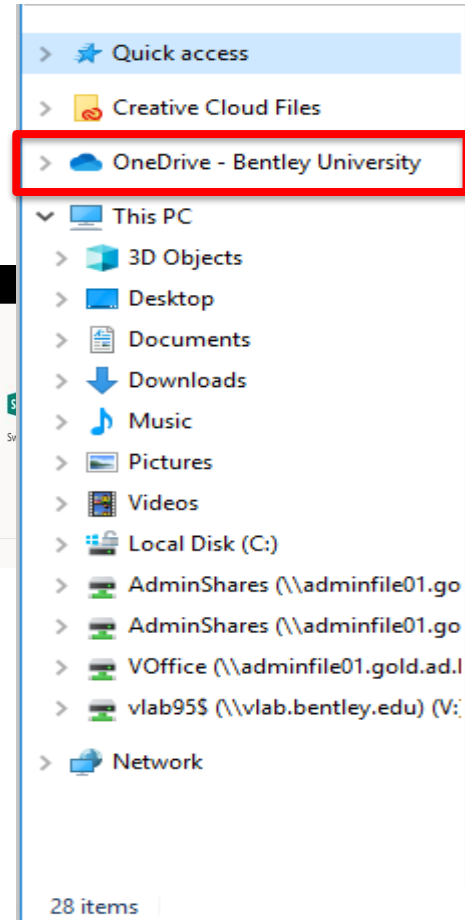 Quick access
Creative Cloud Files
OneDrive - Bentley University
This PC
3D Objects
Desktop
Documents
Downloads
Music
Pictures
Videos
Local Disk (C:)
AdminShares (\\adminfile01.go
AdminShares (\\adminfile01.go
VOffice (\\adminfile01.gold.ad.l
vlab95$ (\\vlab.bentley.edu) (V:
Network
28 items